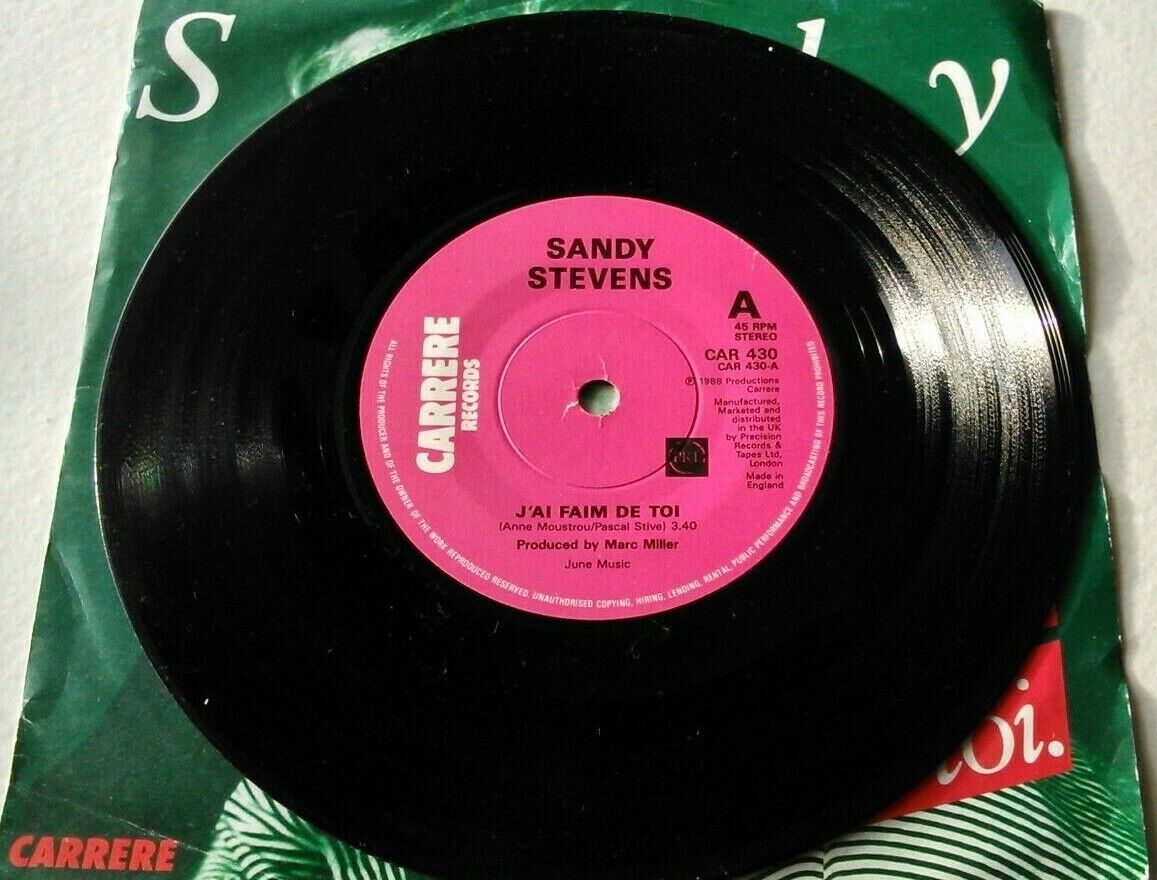 S
l
y
SANDY
STEVENS
A
45 RPM
STEREO
CAR 430
CAR 430-A
Ⓟ 1988 Productions
Carrere
Manufactured,
Marketed and
distributed
in the UK
by Precision
Records &
Tapes Ltd,
London
Made in
England
CARRERE
RECORDS
PRT
J'AI FAIM DE TOI
(Anne Moustrou/Pascal Stive) 3.40
Produced by Marc Miller
June Music
ALL RIGHTS OF THE PRODUCER AND OF THE OWNER OF THE WORK REPRODUCED RESERVED. UNAUTHORISED COPYING, HIRING, LENDING, RENTAL PUBLIC PERFORMANCE AND BROADCASTING OF THIS RECORD PROHIBITED
toi.
CARRERE